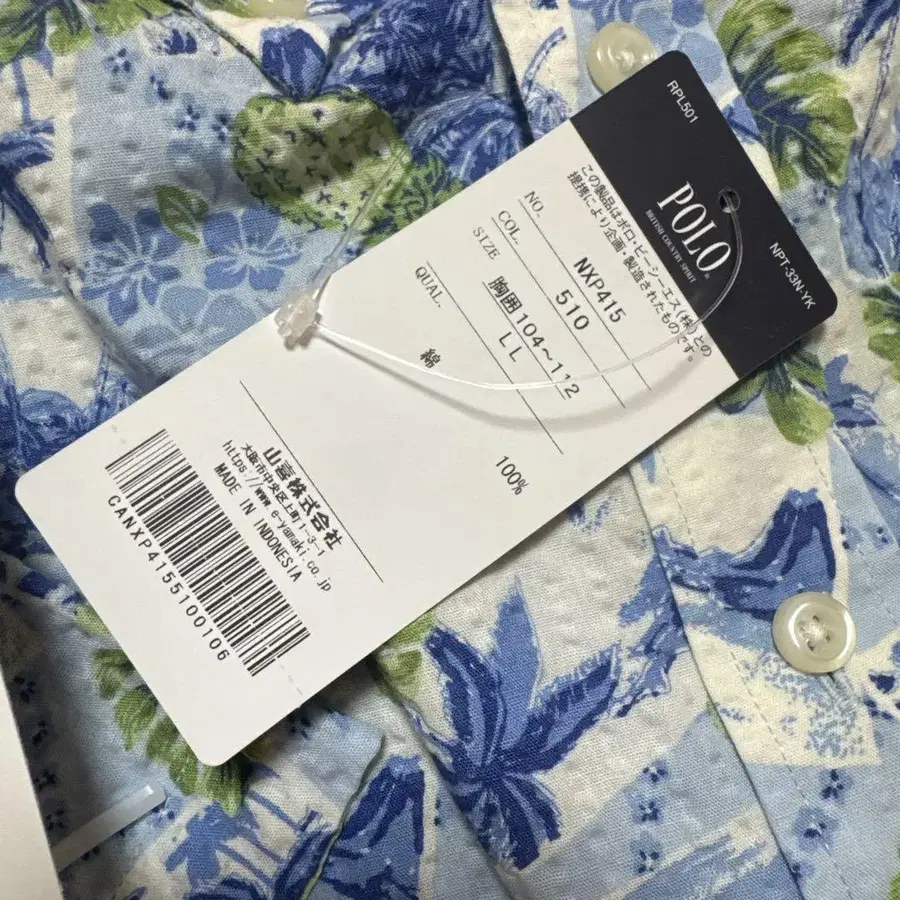 RPL501
NPT-33N-YK
POLO
BRITISH COUNTRY SPIRIT
この製品はポロ・ビーシーエス(株)との
提携により企画・製造されたものです。
NO. NXP415
COL. 510
SIZE 胸囲104〜112
LL
QUAL.
綿 100%
山喜株式会社
大阪市中央区上町1-3-1
https://www.e-yamaki.co.jp
MADE IN INDONESIA
CANXP4155100106